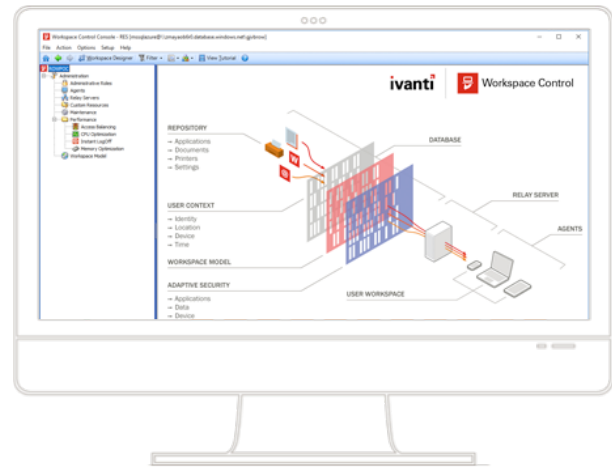 Workspace Control Console - RES
File Action Options Setup Help
Workspace Designer Filter View Tutorial
Administration
Administrative Roles
Agents
Relay Servers
Custom Resources
Maintenance
Performance
Access Balancing
CPU Optimization
Instant LogOff
Memory Optimization
Workspace Model
ivanti Workspace Control
REPOSITORY
→ Applications
→ Documents
→ Printers
→ Settings
DATABASE
RELAY SERVER
USER CONTEXT
→ Identity
→ Location
→ Device
→ Time
AGENTS
WORKSPACE MODEL
ADAPTIVE SECURITY
→ Applications
→ Data
→ Device
USER WORKSPACE